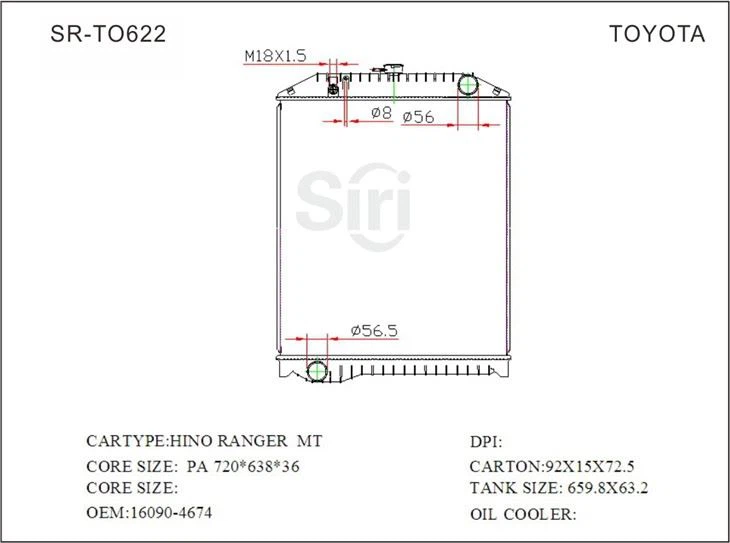 SR-TO622
TOYOTA
M18X1.5
Ø8
Ø56
Siri
Ø56.5
CARTYPE:HINO RANGER MT
DPI:
CORE SIZE: PA 720*638*36
CARTON:92X15X72.5
CORE SIZE:
TANK SIZE: 659.8X63.2
OEM:16090-4674
OIL COOLER: